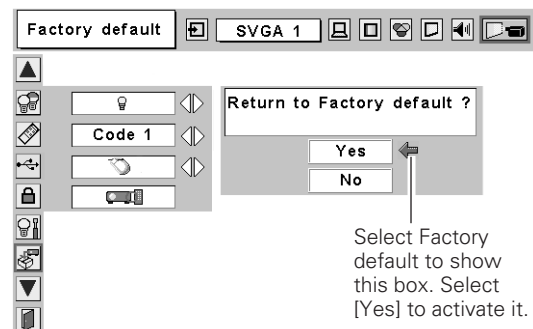 Factory default
SVGA 1
Code 1
Return to Factory default ?
Yes
No
Select Factory
default to show
this box. Select
[Yes] to activate it.